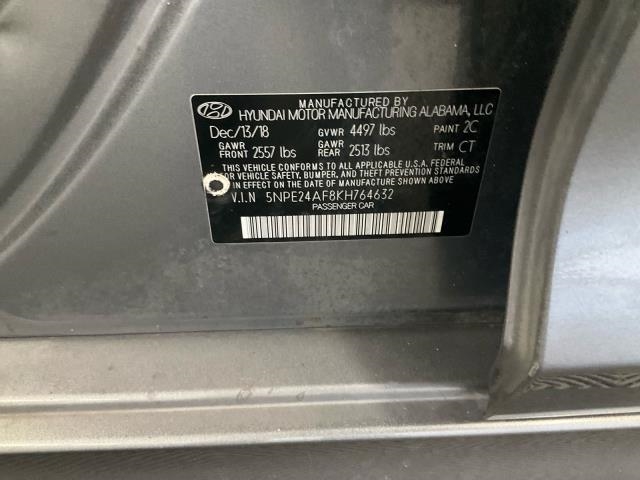 MANUFACTURED BY
HYUNDAI MOTOR MANUFACTURING ALABAMA, LLC
Dec/13/18 GVWR 4497 lbs PAINT 2C
GAWR FRONT 2557 lbs GAWR REAR 2513 lbs TRIM CT
THIS VEHICLE CONFORMS TO ALL APPLICABLE U.S.A. FEDERAL
MOTOR VEHICLE SAFETY, BUMPER, AND THEFT PREVENTION STANDARDS
IN EFFECT ON THE DATE OF MANUFACTURE SHOWN ABOVE.
V.I.N 5NPE24AF8KH764632
PASSENGER CAR